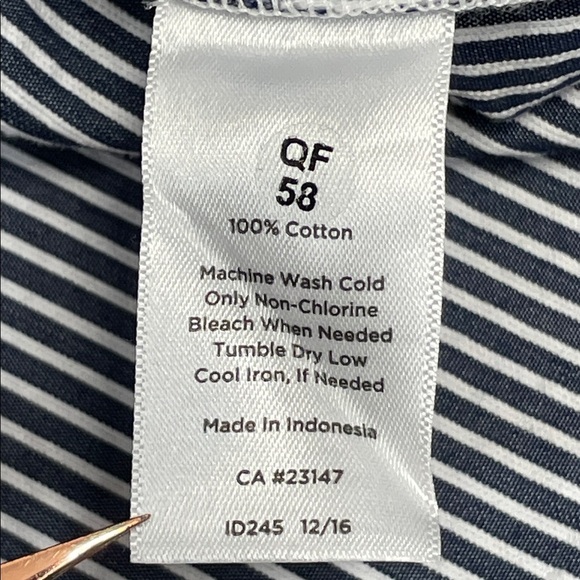 QF
58
100% Cotton
Machine Wash Cold
Only Non-Chlorine
Bleach When Needed
Tumble Dry Low
Cool Iron, If Needed
Made In Indonesia
CA #23147
ID245 12/16